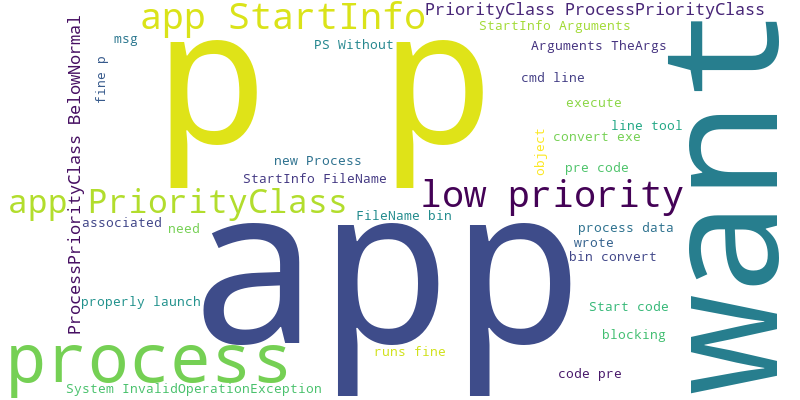 app StartInfo
PriorityClass ProcessPriorityClass
StartInfo Arguments
msg
PS Without
Arguments TheArgs
p p
want
fine p
cmd line
execute
line tool
convert exe
object
new Process
pre code
StartInfo FileName
ProcessPriorityClass BelowNormal
low priority
app PriorityClass
FileName bin
associated
need
process data
wrote
bin convert
app
properly launch
Start code
blocking
process
runs fine
code pre
System InvalidOperationException